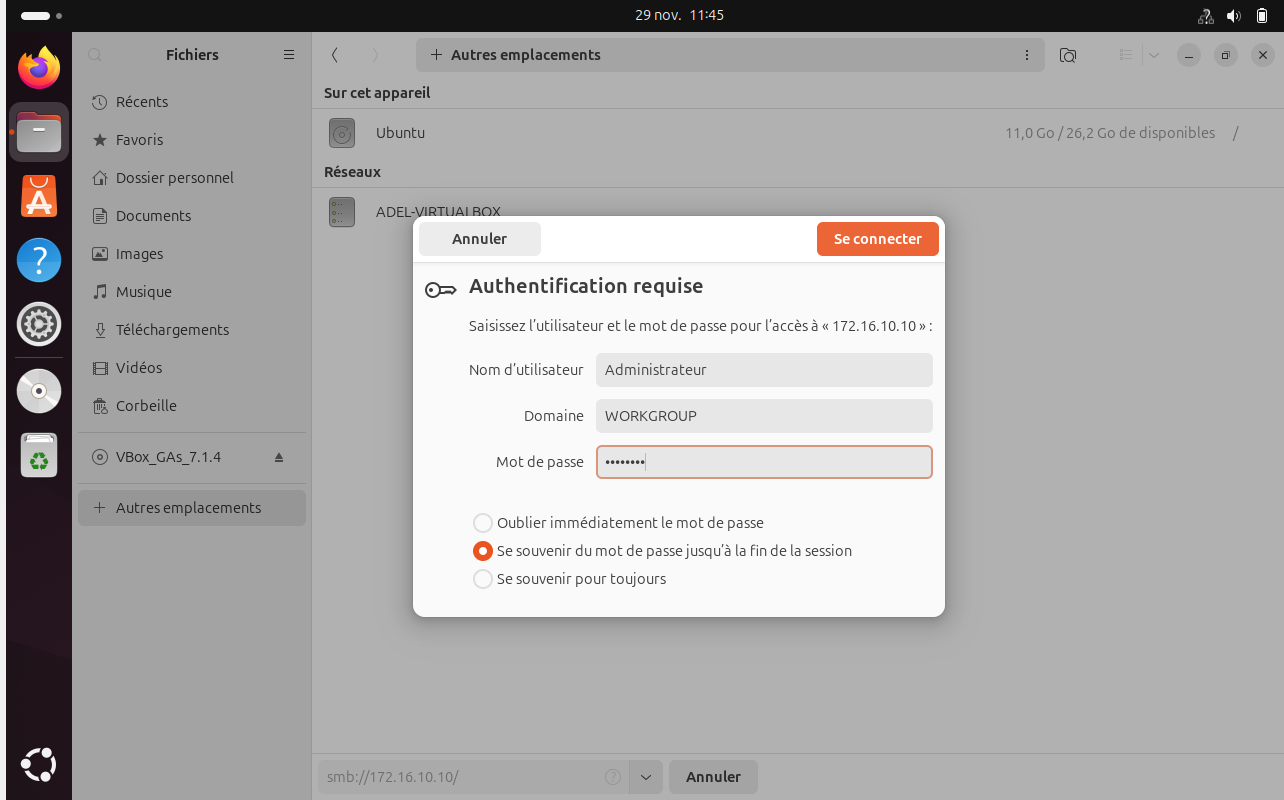 29 nov. 11:45
Fichiers
Autres emplacements
Récents
Favoris
Dossier personnel
Documents
Images
Musique
Téléchargements
Vidéos
Corbeille
VBox_GAs_7.1.4
Autres emplacements
Sur cet appareil
Ubuntu
11,0 Go / 26,2 Go de disponibles /
Réseaux
ADEL-VIRTUALBOX
Annuler
Se connecter
Authentification requise
Saisissez l’utilisateur et le mot de passe pour l’accès à « 172.16.10.10 » :
Nom d’utilisateur Administrateur
Domaine WORKGROUP
Mot de passe ••••••••
Oublier immédiatement le mot de passe
Se souvenir du mot de passe jusqu’à la fin de la session
Se souvenir pour toujours
smb://172.16.10.10/
Annuler